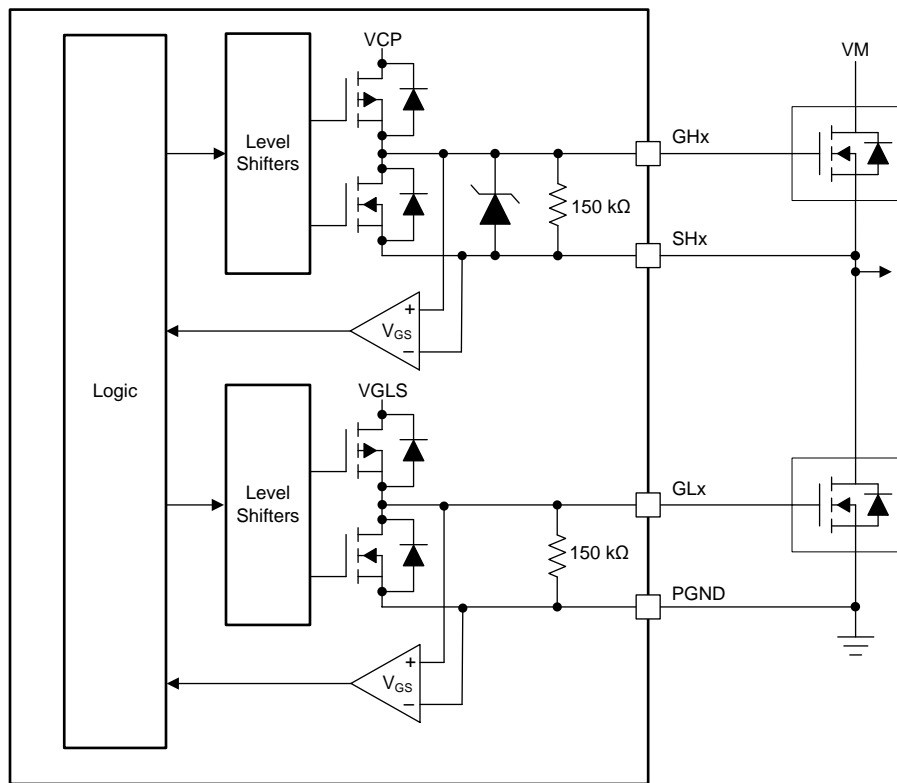 VCP
VM
Level
Shifters
GHx
150 kΩ
SHx
+
VGS
−
Logic
VGLS
Level
Shifters
GLx
150 kΩ
PGND
+
VGS
−